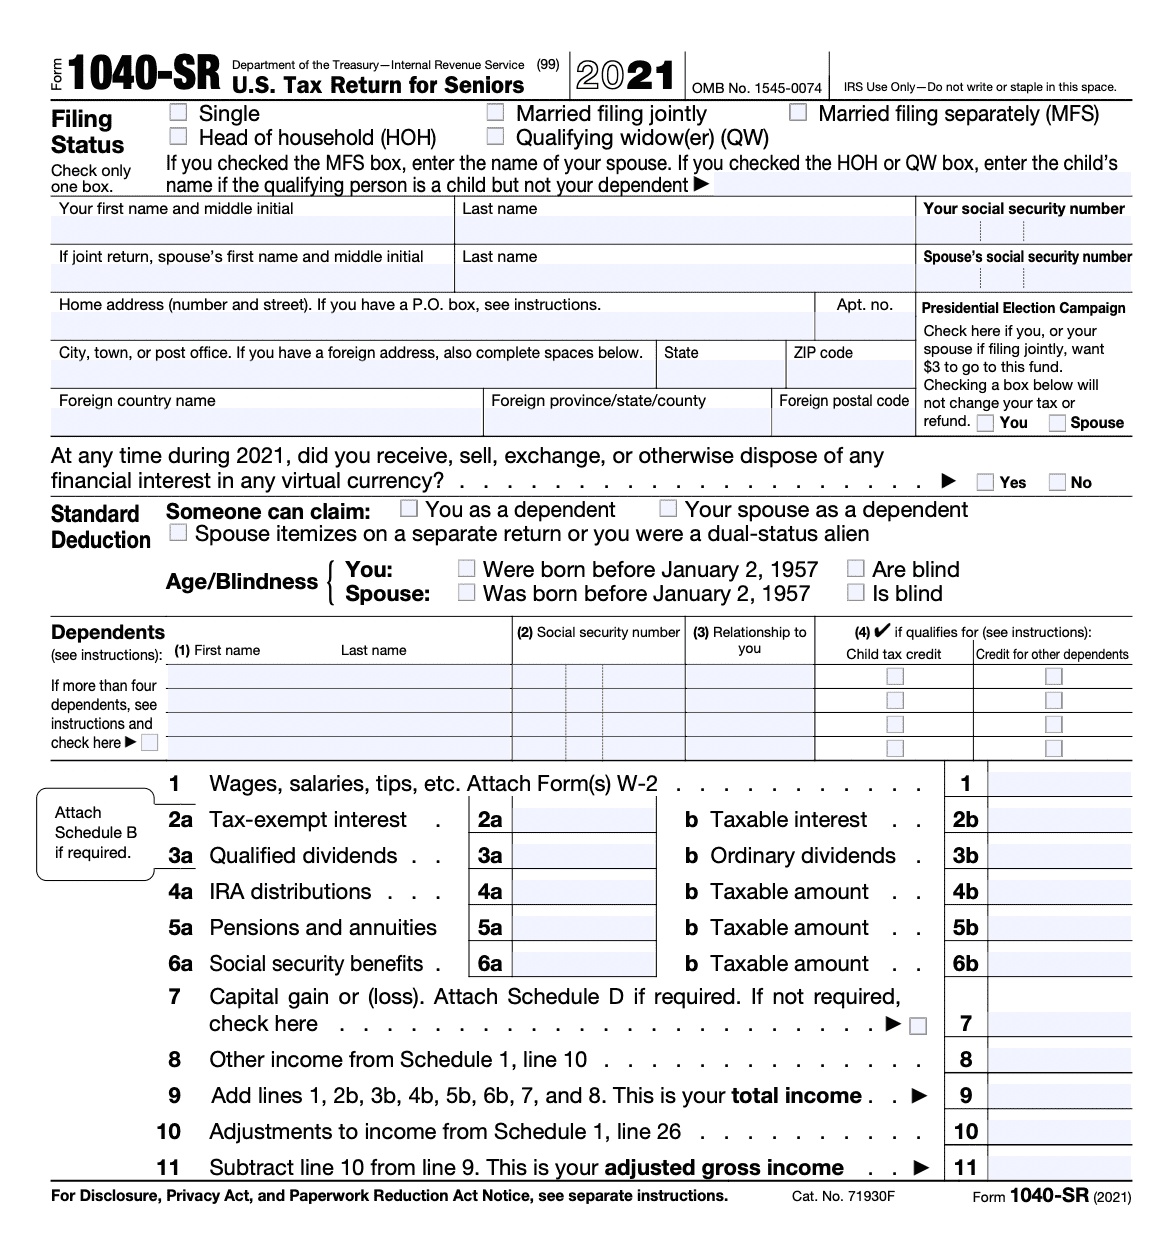 Form 1040-SR Department of the Treasury—Internal Revenue Service (99) U.S. Tax Return for Seniors 2021 OMB No. 1545-0074 IRS Use Only—Do not write or staple in this space.
Filing Status
Check only one box.
Single Married filing jointly Married filing separately (MFS)
Head of household (HOH) Qualifying widow(er) (QW)
If you checked the MFS box, enter the name of your spouse. If you checked the HOH or QW box, enter the child's
name if the qualifying person is a child but not your dependent ▶
Your first name and middle initial Last name Your social security number
If joint return, spouse's first name and middle initial Last name Spouse's social security number
Home address (number and street). If you have a P.O. box, see instructions. Apt. no.
City, town, or post office. If you have a foreign address, also complete spaces below. State ZIP code
Foreign country name Foreign province/state/county Foreign postal code
Presidential Election Campaign
Check here if you, or your
spouse if filing jointly, want
$3 to go to this fund.
Checking a box below will
not change your tax or
refund. You Spouse
At any time during 2021, did you receive, sell, exchange, or otherwise dispose of any
financial interest in any virtual currency? . . . . . . . . . . . . . . . . . . . . ▶ Yes No
Standard Deduction
Someone can claim: You as a dependent Your spouse as a dependent
Spouse itemizes on a separate return or you were a dual-status alien
Age/Blindness { You: Were born before January 2, 1957 Are blind
Spouse: Was born before January 2, 1957 Is blind
Dependents
(see instructions):
If more than four
dependents, see
instructions and
check here ▶
(1) First name Last name (2) Social security number (3) Relationship to you (4) ✔ if qualifies for (see instructions):
Child tax credit Credit for other dependents
Attach
Schedule B
if required.
1 Wages, salaries, tips, etc. Attach Form(s) W-2 . . . . . . . . . . . 1
2a Tax-exempt interest . 2a b Taxable interest . . 2b
3a Qualified dividends . . 3a b Ordinary dividends . 3b
4a IRA distributions . . . 4a b Taxable amount . . 4b
5a Pensions and annuities 5a b Taxable amount . . 5b
6a Social security benefits . 6a b Taxable amount . . 6b
7 Capital gain or (loss). Attach Schedule D if required. If not required,
check here . . . . . . . . . . . . . . . . . . . . . . . ▶ 7
8 Other income from Schedule 1, line 10 . . . . . . . . . . . . . . 8
9 Add lines 1, 2b, 3b, 4b, 5b, 6b, 7, and 8. This is your total income . . ▶ 9
10 Adjustments to income from Schedule 1, line 26 . . . . . . . . . . 10
11 Subtract line 10 from line 9. This is your adjusted gross income . . ▶ 11
For Disclosure, Privacy Act, and Paperwork Reduction Act Notice, see separate instructions. Cat. No. 71930F Form 1040-SR (2021)